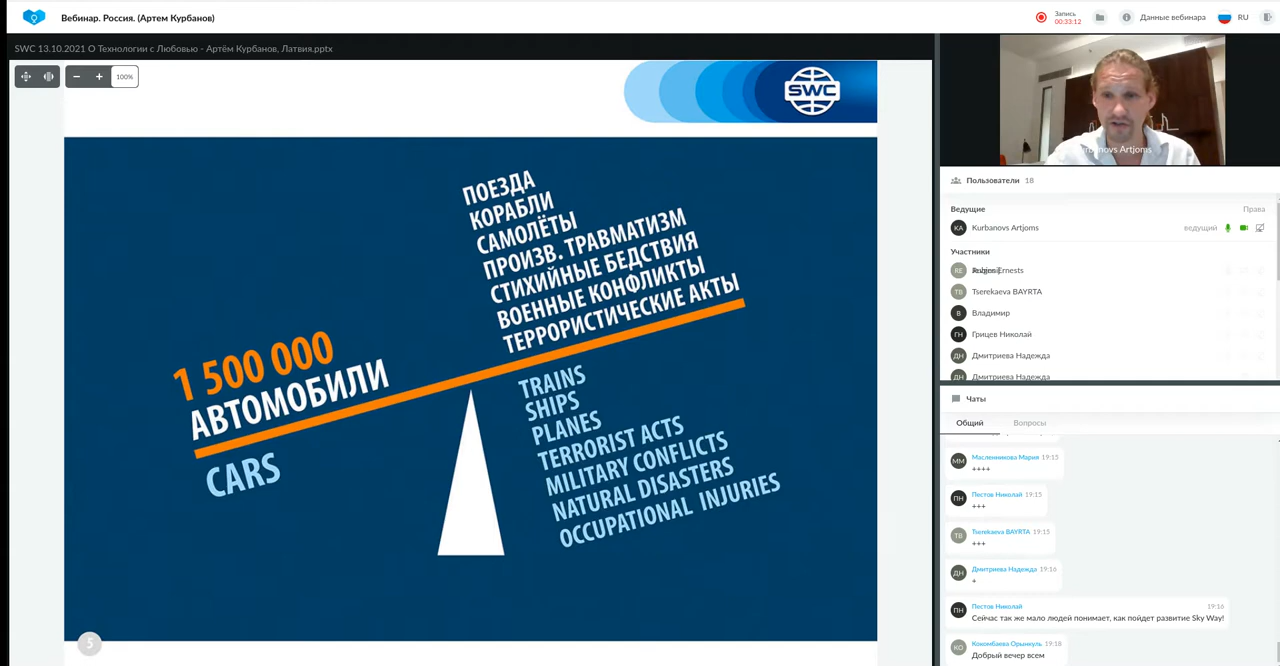 Вебинар. Россия. (Артем Курбанов)
Запись
00:33.12
Данные вебинара
RU
SWC 13.10.2021 О Технологии с Любовью - Артём Курбанов, Латвия.pptx
100%
SWC
ПОЕЗДА
КОРАБЛИ
САМОЛЁТЫ
ПРОИЗВ. ТРАВМАТИЗМ
СТИХИЙНЫЕ БЕДСТВИЯ
ВОЕННЫЕ КОНФЛИКТЫ
ТЕРРОРИСТИЧЕСКИЕ АКТЫ
1 500 000
АВТОМОБИЛИ
CARS
TRAINS
SHIPS
PLANES
TERRORIST ACTS
MILITARY CONFLICTS
NATURAL DISASTERS
OCCUPATIONAL INJURIES
5
Artjoms
Пользователи 18
Ведущие
Права
KA
Kurbanovs Artjoms
ведущий
Участники
KE
Ernests
TB
Tserekaeva BAYRTA
В
Владимир
ГН
Грицев Николай
ДН
Дмитриева Надежда
ДН
Дмитриева Надежда
Чаты
Общий
Вопросы
ММ
Масленникова Мария 19:15
++++
ПН
Пестов Николай 19:15
+++
TB
Tserekaeva BAYRTA 19:15
+++
ДН
Дмитриева Надежда 19:16
+
ПН
Пестов Николай 19:16
Сейчас так же мало людей понимает, как пойдет развитие Sky Way!
КО
Кокомбаева Орынкуль 19:18
Добрый вечер всем